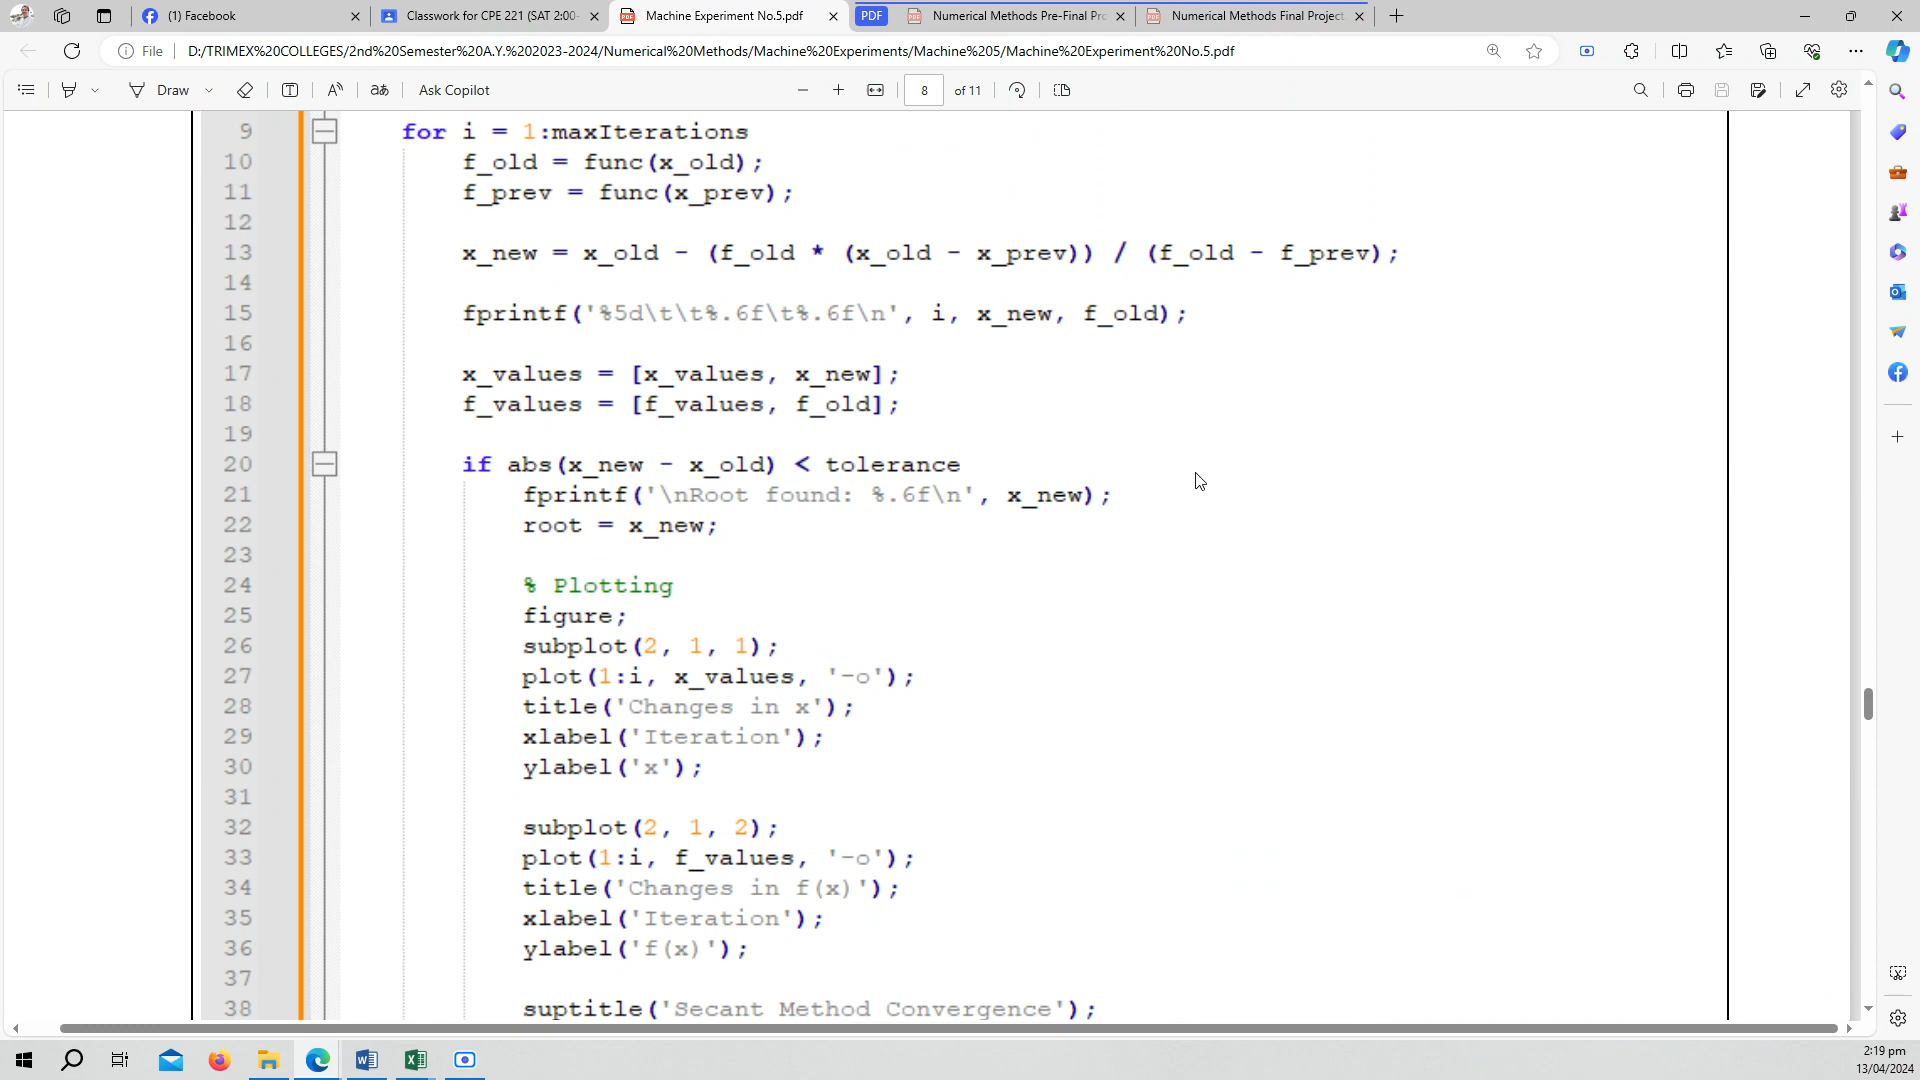 (1) Facebook
Classwork for CPE 221 (SAT 2:00-
Machine Experiment No.5.pdf
PDF
Numerical Methods Pre-Final Pro
Numerical Methods Final Project
File
D:/TRIMEX%20COLLEGES/2nd%20Semester%20A.Y.%202023-2024/Numerical%20Methods/Machine%20Experiments/Machine%205/Machine%20Experiment%20No.5.pdf
Draw
aあ
Ask Copilot
8 of 11
9 for i = 1:maxIterations
10 f_old = func(x_old);
11 f_prev = func(x_prev);
12
13 x_new = x_old - (f_old * (x_old - x_prev)) / (f_old - f_prev);
14
15 fprintf('%5d\t\t%.6f\t%.6f\n', i, x_new, f_old);
16
17 x_values = [x_values, x_new];
18 f_values = [f_values, f_old];
19
20 if abs(x_new - x_old) < tolerance
21 fprintf('\nRoot found: %.6f\n', x_new);
22 root = x_new;
23
24 % Plotting
25 figure;
26 subplot(2, 1, 1);
27 plot(1:i, x_values, '-o');
28 title('Changes in x');
29 xlabel('Iteration');
30 ylabel('x');
31
32 subplot(2, 1, 2);
33 plot(1:i, f_values, '-o');
34 title('Changes in f(x)');
35 xlabel('Iteration');
36 ylabel('f(x)');
37
38 suptitle('Secant Method Convergence');
2:19 pm
13/04/2024